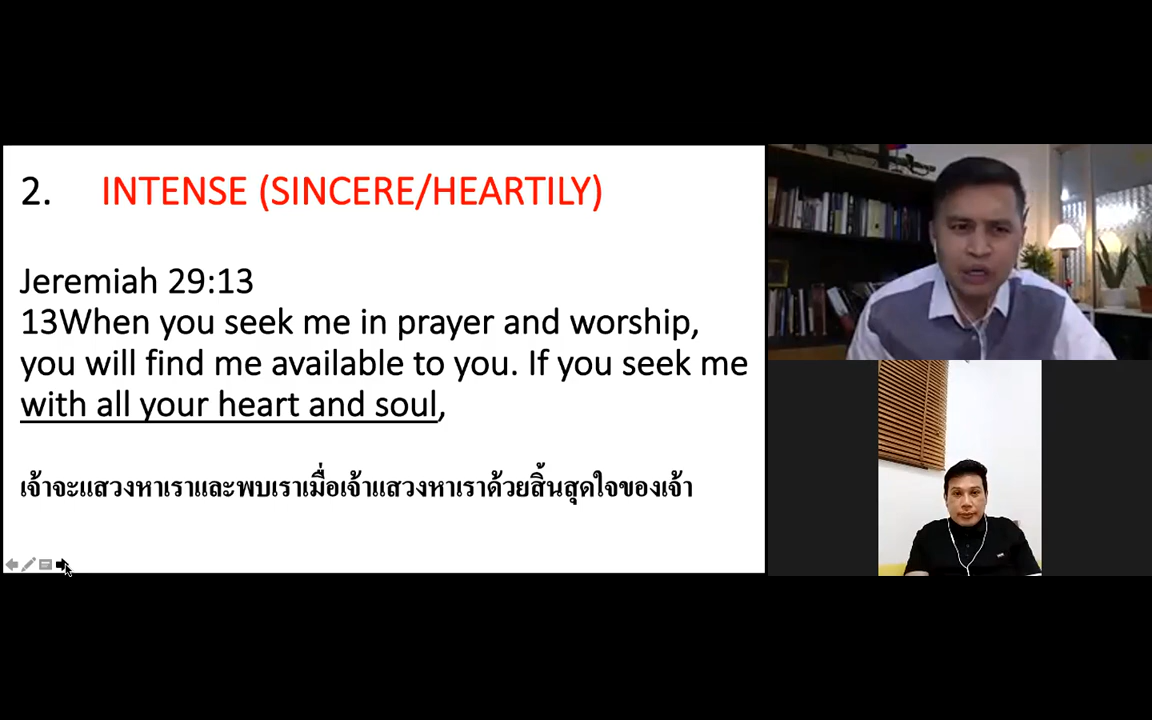 2. INTENSE (SINCERE/HEARTILY)
Jeremiah 29:13
13When you seek me in prayer and worship,
you will find me available to you. If you seek me
with all your heart and soul,
เจ้าจะแสวงหาเราและพบเราเมื่อเจ้าแสวงหาเราด้วยสิ้นสุดใจของเจ้า